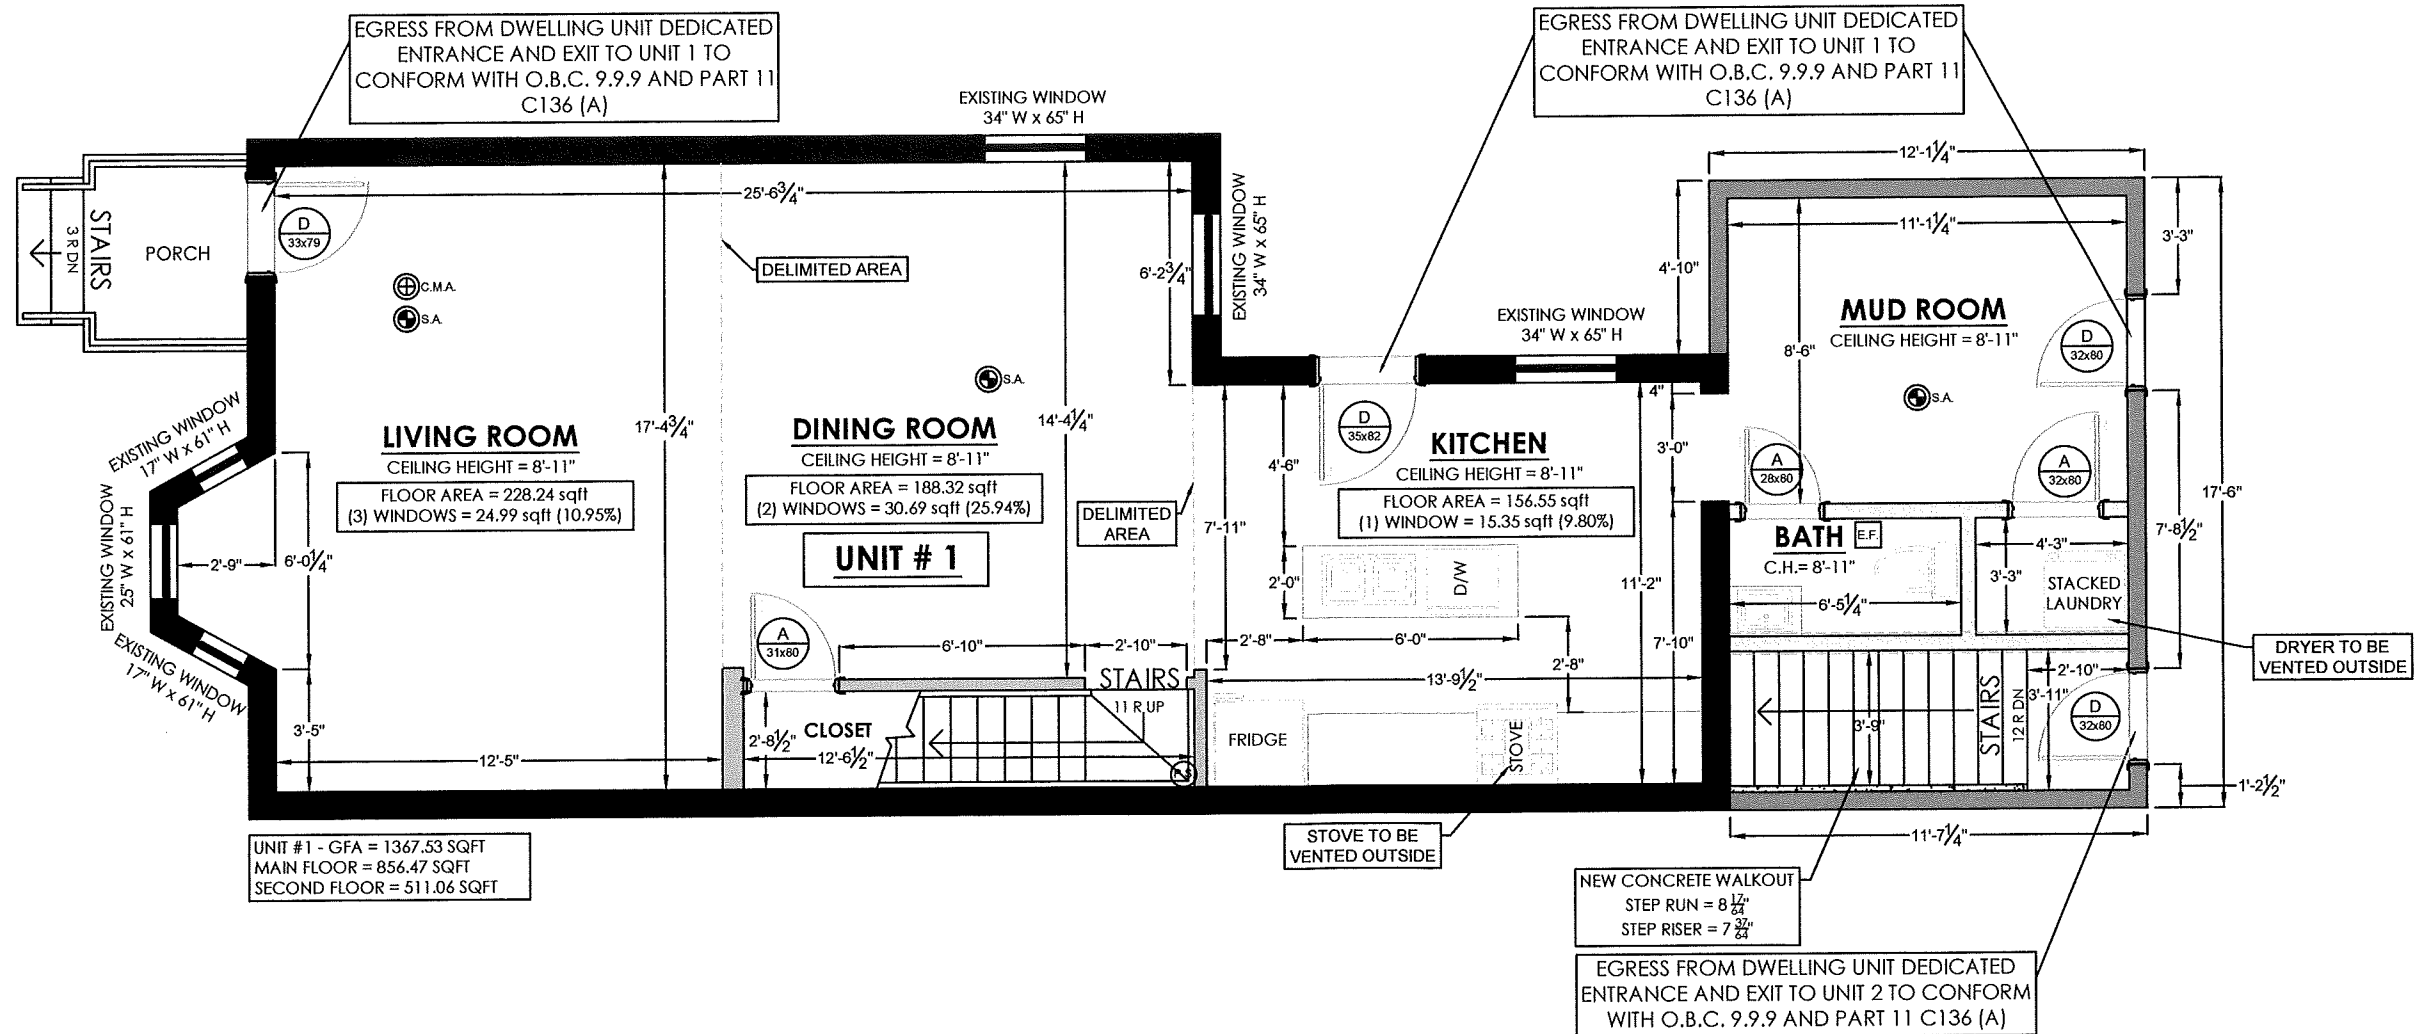 EGRESS FROM DWELLING UNIT DEDICATED
ENTRANCE AND EXIT TO UNIT 1 TO
CONFORM WITH O.B.C. 9.9.9 AND PART 11
C136 (A)
EGRESS FROM DWELLING UNIT DEDICATED
ENTRANCE AND EXIT TO UNIT 1 TO
CONFORM WITH O.B.C. 9.9.9 AND PART 11
C136 (A)
EXISTING WINDOW
34" W x 65" H
12'-1¼"
25'-6¾"
11'-1¼"
STAIRS
3 R DN
PORCH
D
33x79
DELIMITED AREA
C.M.A.
S.A.
6'-2¾"
EXISTING WINDOW
34" W x 65" H
4'-10"
3'-3"
EXISTING WINDOW
34" W x 65" H
MUD ROOM
CEILING HEIGHT = 8'-11"
8'-6"
D
32x80
S.A.
S.A.
4"
EXISTING WINDOW
17" W x 61" H
LIVING ROOM
CEILING HEIGHT = 8'-11"
FLOOR AREA = 228.24 sqft
(3) WINDOWS = 24.99 sqft (10.95%)
17'-4¾"
DINING ROOM
CEILING HEIGHT = 8'-11"
FLOOR AREA = 188.32 sqft
(2) WINDOWS = 30.69 sqft (25.94%)
UNIT # 1
14'-4¼"
DELIMITED
AREA
7'-11"
4'-6"
D
35x82
KITCHEN
CEILING HEIGHT = 8'-11"
FLOOR AREA = 156.55 sqft
(1) WINDOW = 15.35 sqft (9.80%)
3'-0"
A
28x80
A
32x80
17'-6"
7'-8½"
EXISTING WINDOW
25" W x 61" H
2'-9"
6'-0¼"
BATH
E.F.
C.H.= 8'-11"
4'-3"
3'-3"
STACKED
LAUNDRY
6'-5¼"
2'-0"
D/W
11'-2"
EXISTING WINDOW
17" W x 61" H
A
31x80
6'-10"
2'-10"
2'-8"
6'-0"
2'-8"
7'-10"
DRYER TO BE
VENTED OUTSIDE
3'-5"
12'-5"
STAIRS
11 R UP
CLOSET
2'-8½"
12'-6½"
13'-9½"
FRIDGE
STOVE
3'-9"
STAIRS
12 R DN
2'-10"
3'-11"
D
32x80
1'-2½"
11'-7¼"
UNIT #1 - GFA = 1367.53 SQFT
MAIN FLOOR = 856.47 SQFT
SECOND FLOOR = 511.06 SQFT
STOVE TO BE
VENTED OUTSIDE
NEW CONCRETE WALKOUT
STEP RUN = 8 17/64"
STEP RISER = 7 37/64"
EGRESS FROM DWELLING UNIT DEDICATED
ENTRANCE AND EXIT TO UNIT 2 TO CONFORM
WITH O.B.C. 9.9.9 AND PART 11 C136 (A)